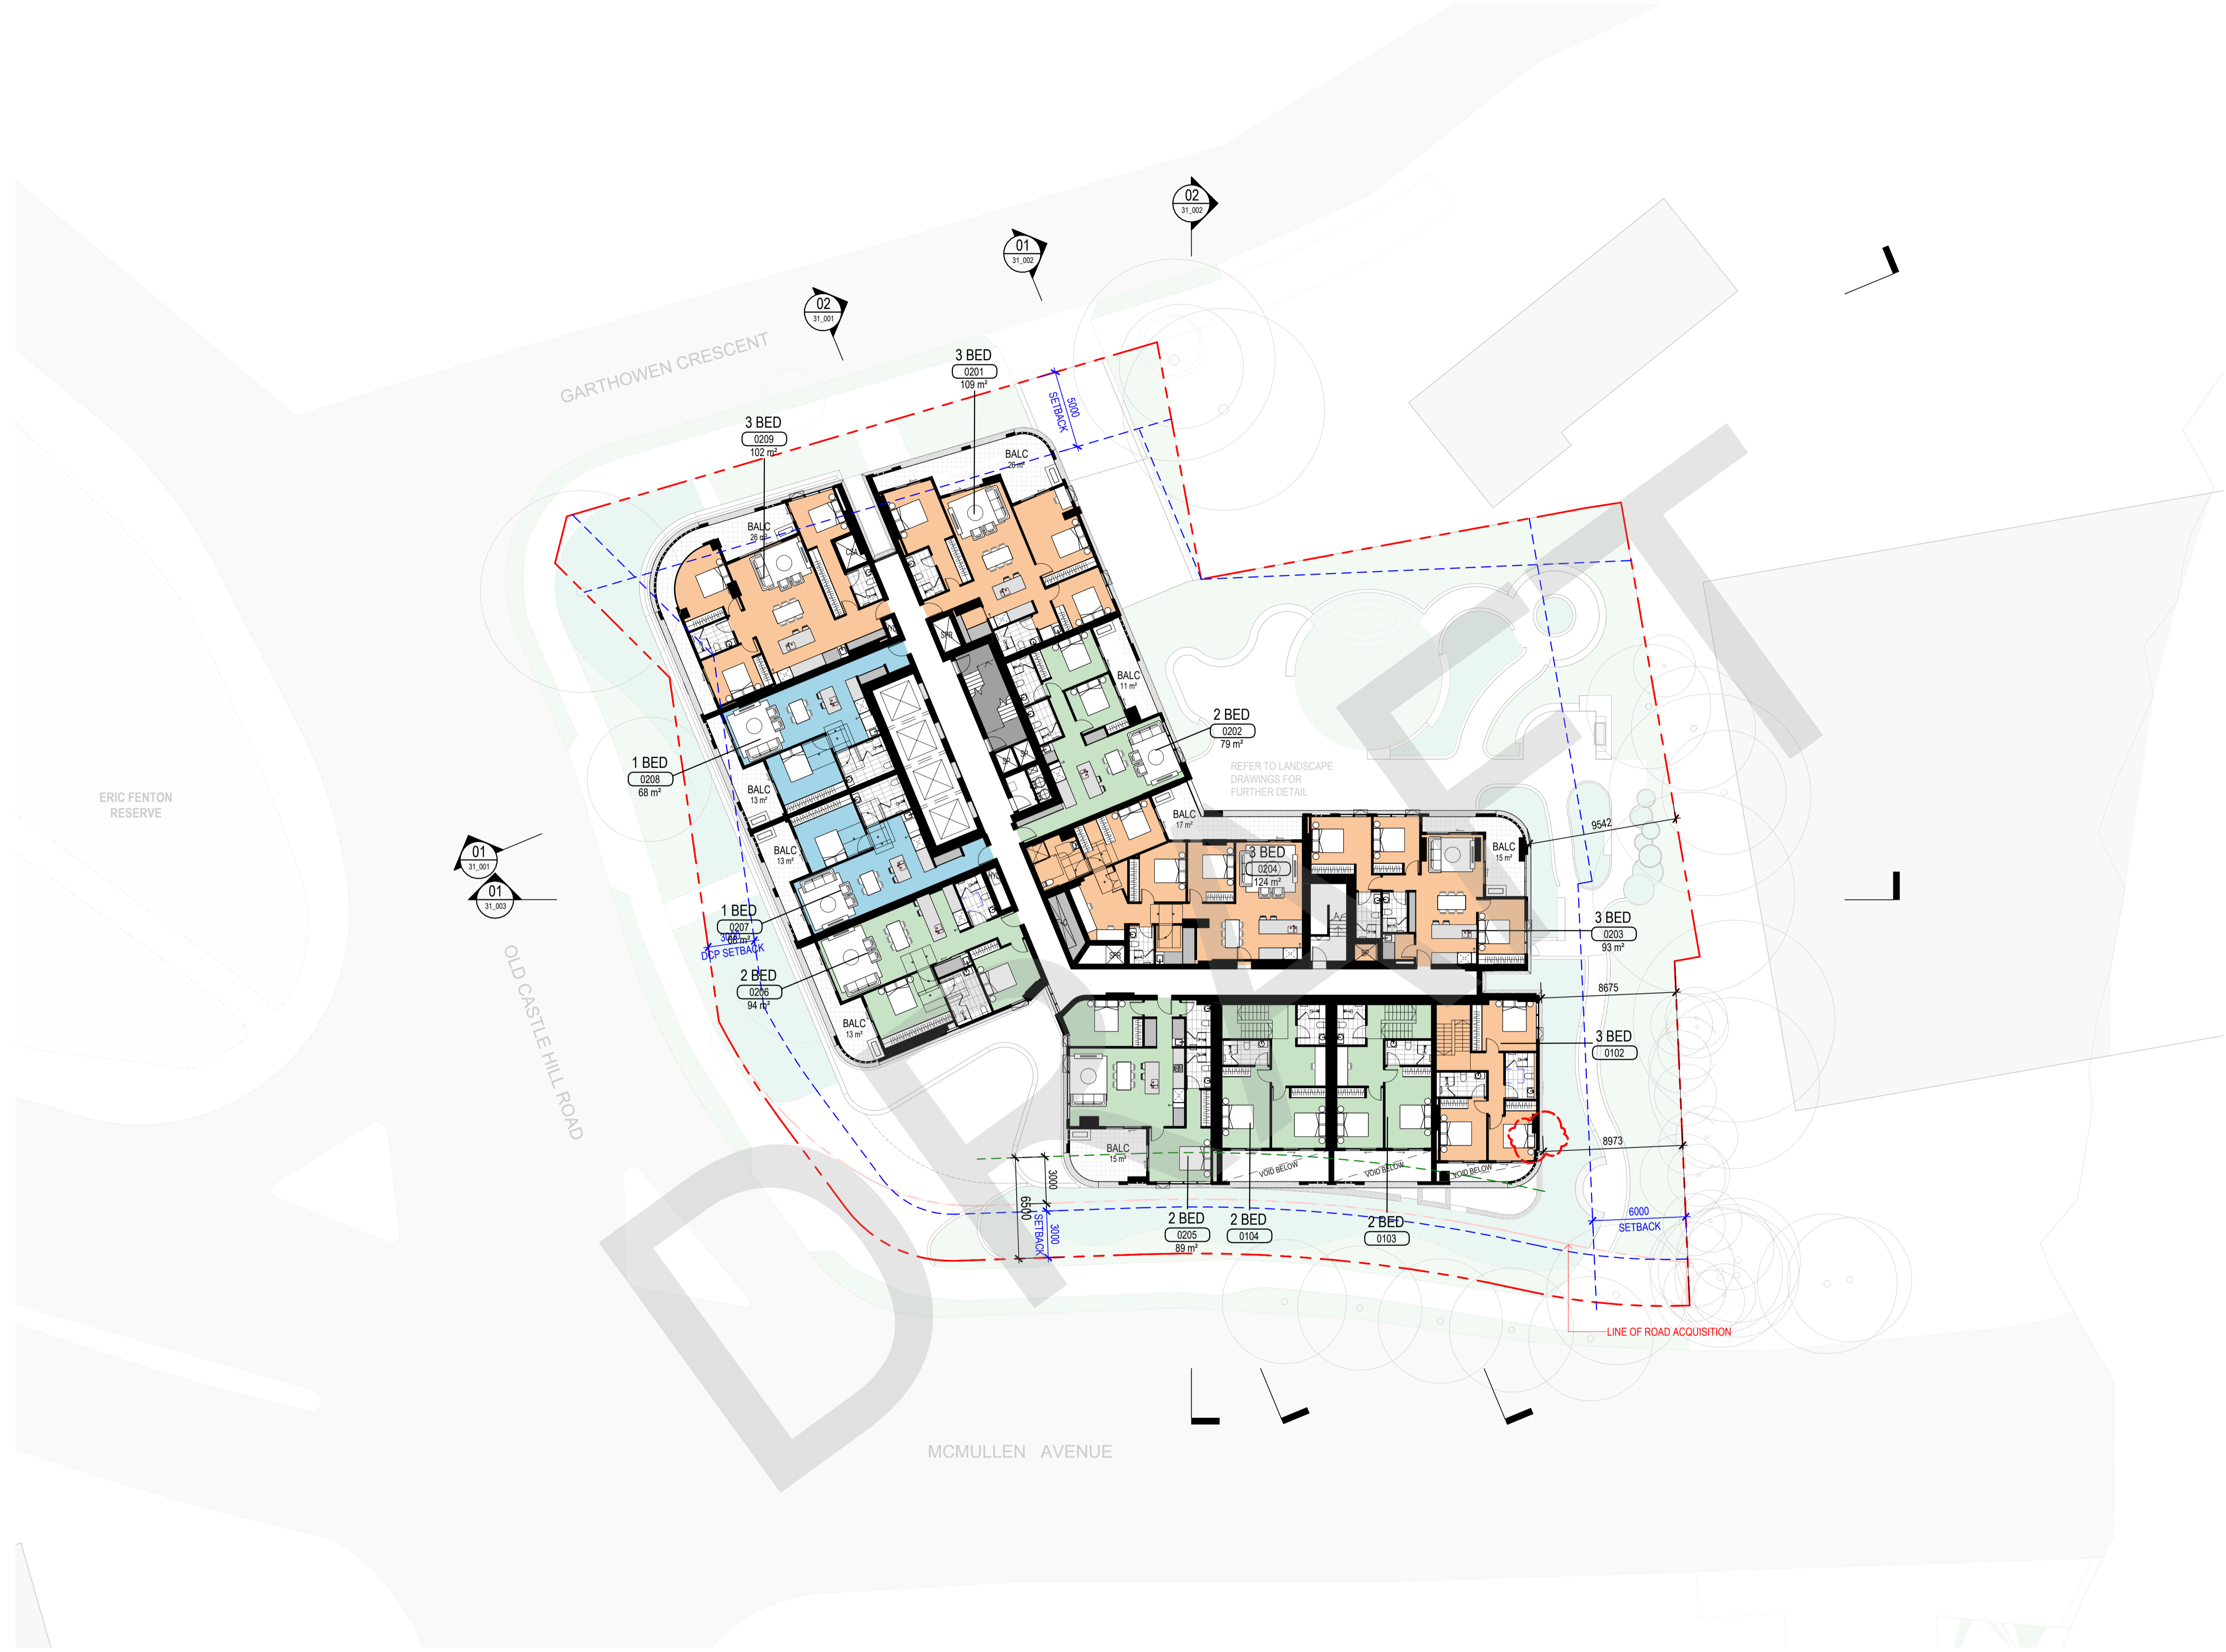 02
31_002
01
31_002
02
31_001
GARTHOWEN CRESCENT
3 BED
0201
109 m²
5000
SETBACK
3 BED
0209
102 m²
BALC
26 m²
BALC
26 m²
SPR
BALC
11 m²
2 BED
0202
79 m²
1 BED
0208
68 m²
BALC
13 m²
REFER TO LANDSCAPE
DRAWINGS FOR
FURTHER DETAIL
ERIC FENTON
RESERVE
BALC
17 m²
9542
01
31_001
BALC
13 m²
3 BED
0204
124 m²
BALC
15 m²
01
31_003
1 BED
0207
68 m²
3000
DCP SETBACK
3 BED
0203
93 m²
SPR
2 BED
0206
94 m²
8675
OLD CASTLE HILL ROAD
BALC
13 m²
3 BED
0102
8973
BALC
15 m²
VOID BELOW
VOID BELOW
VOID BELOW
3000
6500
3000
SETBACK
2 BED
0205
89 m²
2 BED
0104
2 BED
0103
6000
SETBACK
LINE OF ROAD ACQUISITION
MCMULLEN AVENUE
DRAFT